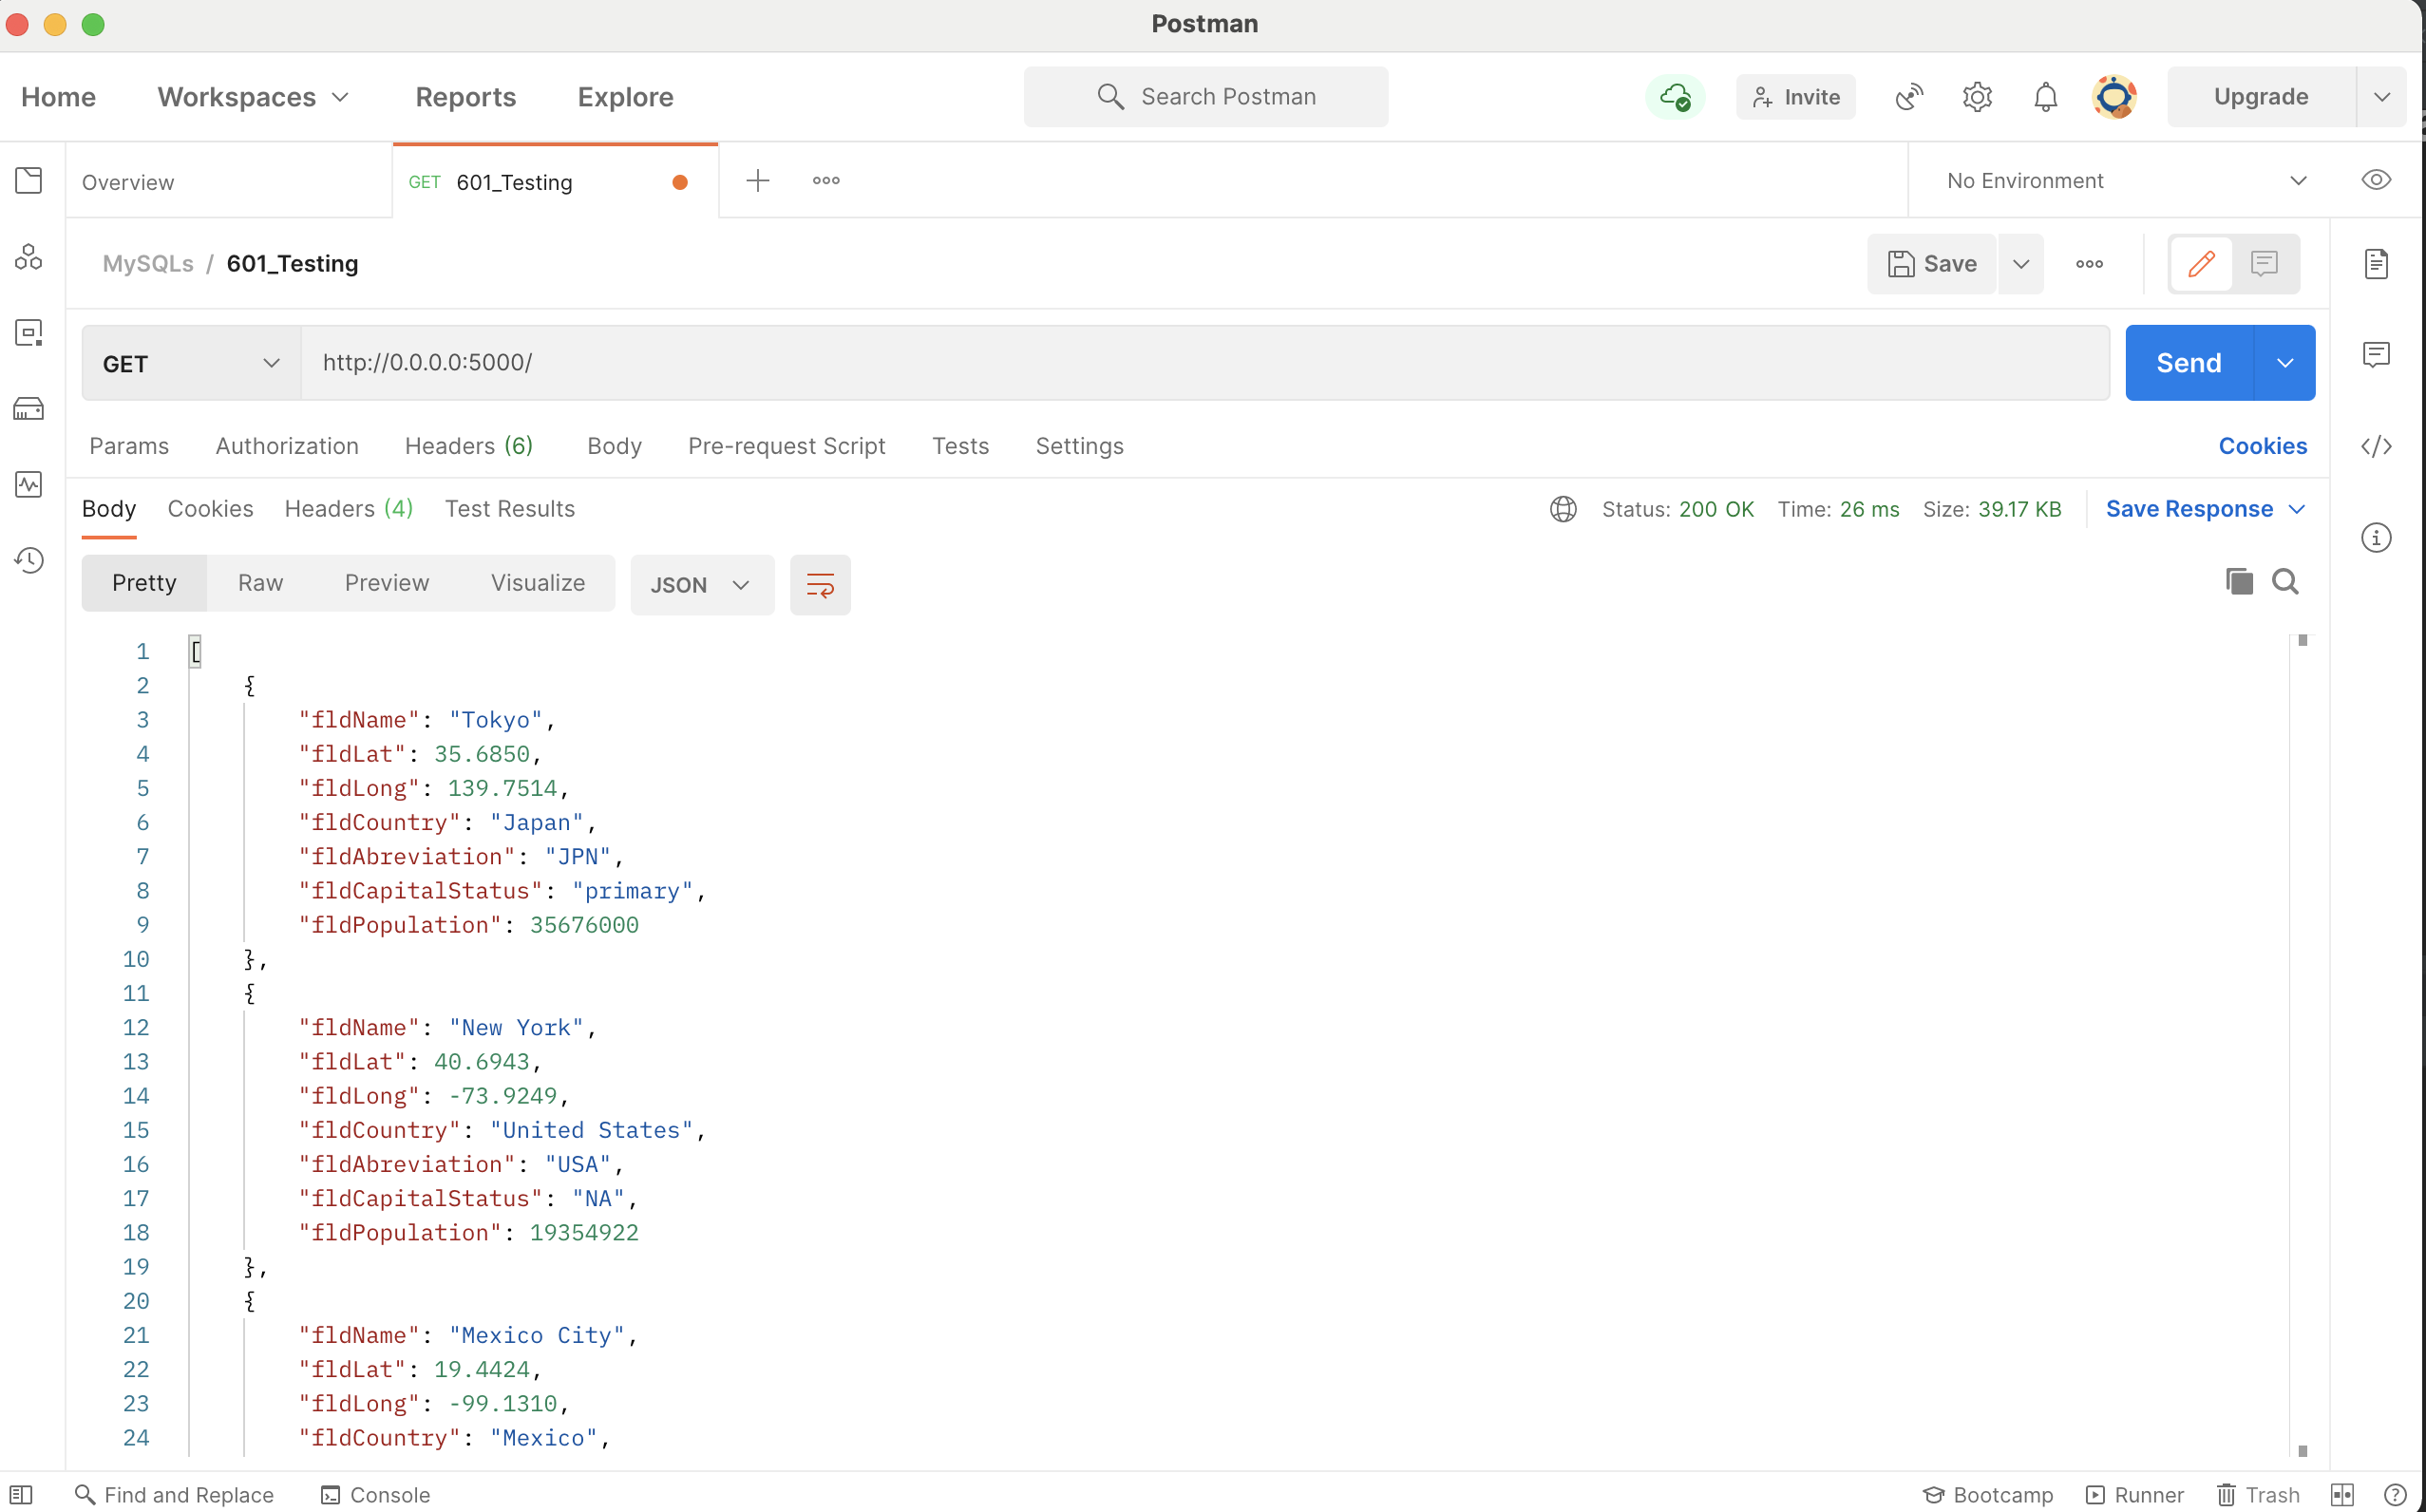 Postman
Home Workspaces Reports Explore Search Postman Invite Upgrade
Overview GET 601_Testing No Environment
MySQLs / 601_Testing Save
GET http://0.0.0.0:5000/ Send
Params Authorization Headers (6) Body Pre-request Script Tests Settings Cookies
Body Cookies Headers (4) Test Results Status: 200 OK Time: 26 ms Size: 39.17 KB Save Response
Pretty Raw Preview Visualize JSON
1 [
2 {
3 "fldName": "Tokyo",
4 "fldLat": 35.6850,
5 "fldLong": 139.7514,
6 "fldCountry": "Japan",
7 "fldAbreviation": "JPN",
8 "fldCapitalStatus": "primary",
9 "fldPopulation": 35676000
10 },
11 {
12 "fldName": "New York",
13 "fldLat": 40.6943,
14 "fldLong": -73.9249,
15 "fldCountry": "United States",
16 "fldAbreviation": "USA",
17 "fldCapitalStatus": "NA",
18 "fldPopulation": 19354922
19 },
20 {
21 "fldName": "Mexico City",
22 "fldLat": 19.4424,
23 "fldLong": -99.1310,
24 "fldCountry": "Mexico",
Find and Replace Console Bootcamp Runner Trash